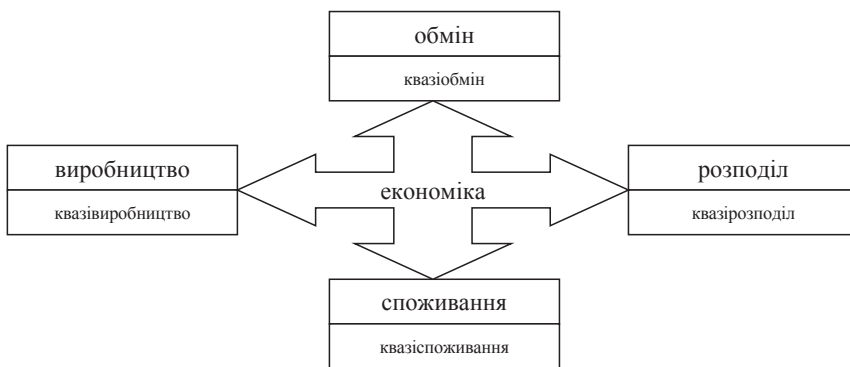 обмін
квазіобмін
виробництво
квазівиробництво
економіка
розподіл
квазірозподіл
споживання
квазіспоживання